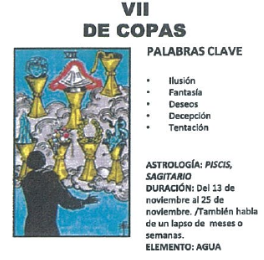 VII
DE COPAS
PALABRAS CLAVE
• Ilusión
• Fantasía
• Deseos
• Decepción
• Tentación
ASTROLOGÍA: PISCIS,
SAGITARIO
DURACIÓN: Del 13 de
noviembre al 25 de
noviembre. /También habla
de un lapso de meses o
semanas.
ELEMENTO: AGUA